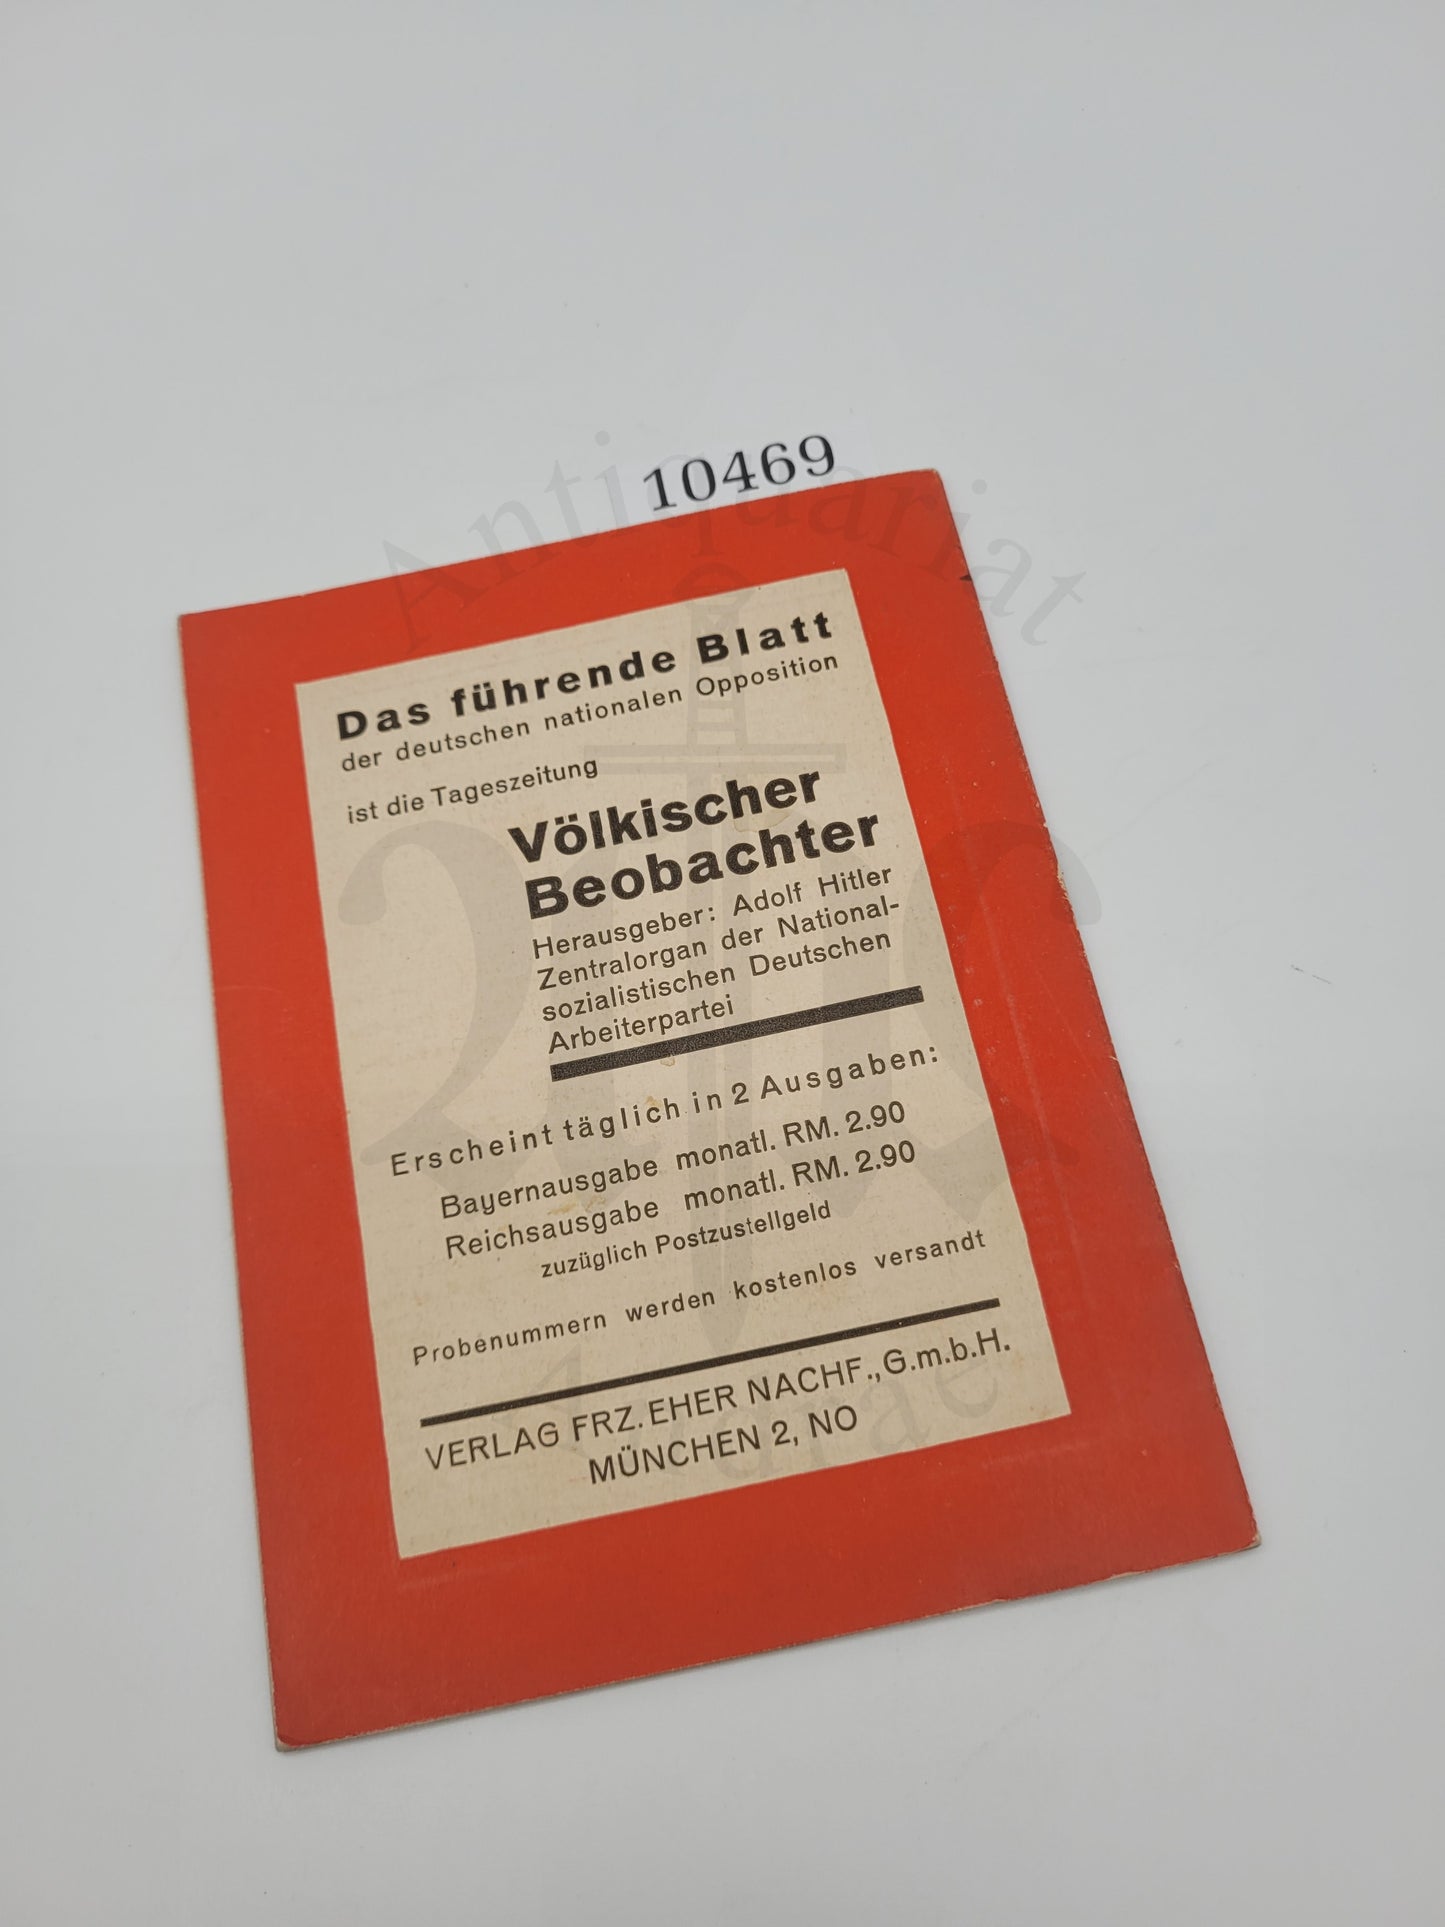 10469
Antiquariat
Das führende Blatt
der deutschen nationalen Opposition
ist die Tageszeitung
Völkischer
Beobachter
Herausgeber: Adolf Hitler
Zentralorgan der National-
sozialistischen Deutschen
Arbeiterpartei
Erscheint täglich in 2 Ausgaben:
Bayernausgabe monatl. RM. 2.90
Reichsausgabe monatl. RM. 2.90
zuzüglich Postzustellgeld
Probenummern werden kostenlos versandt
VERLAG FRZ. EHER NACHF., G.m.b.H.
MÜNCHEN 2, NO